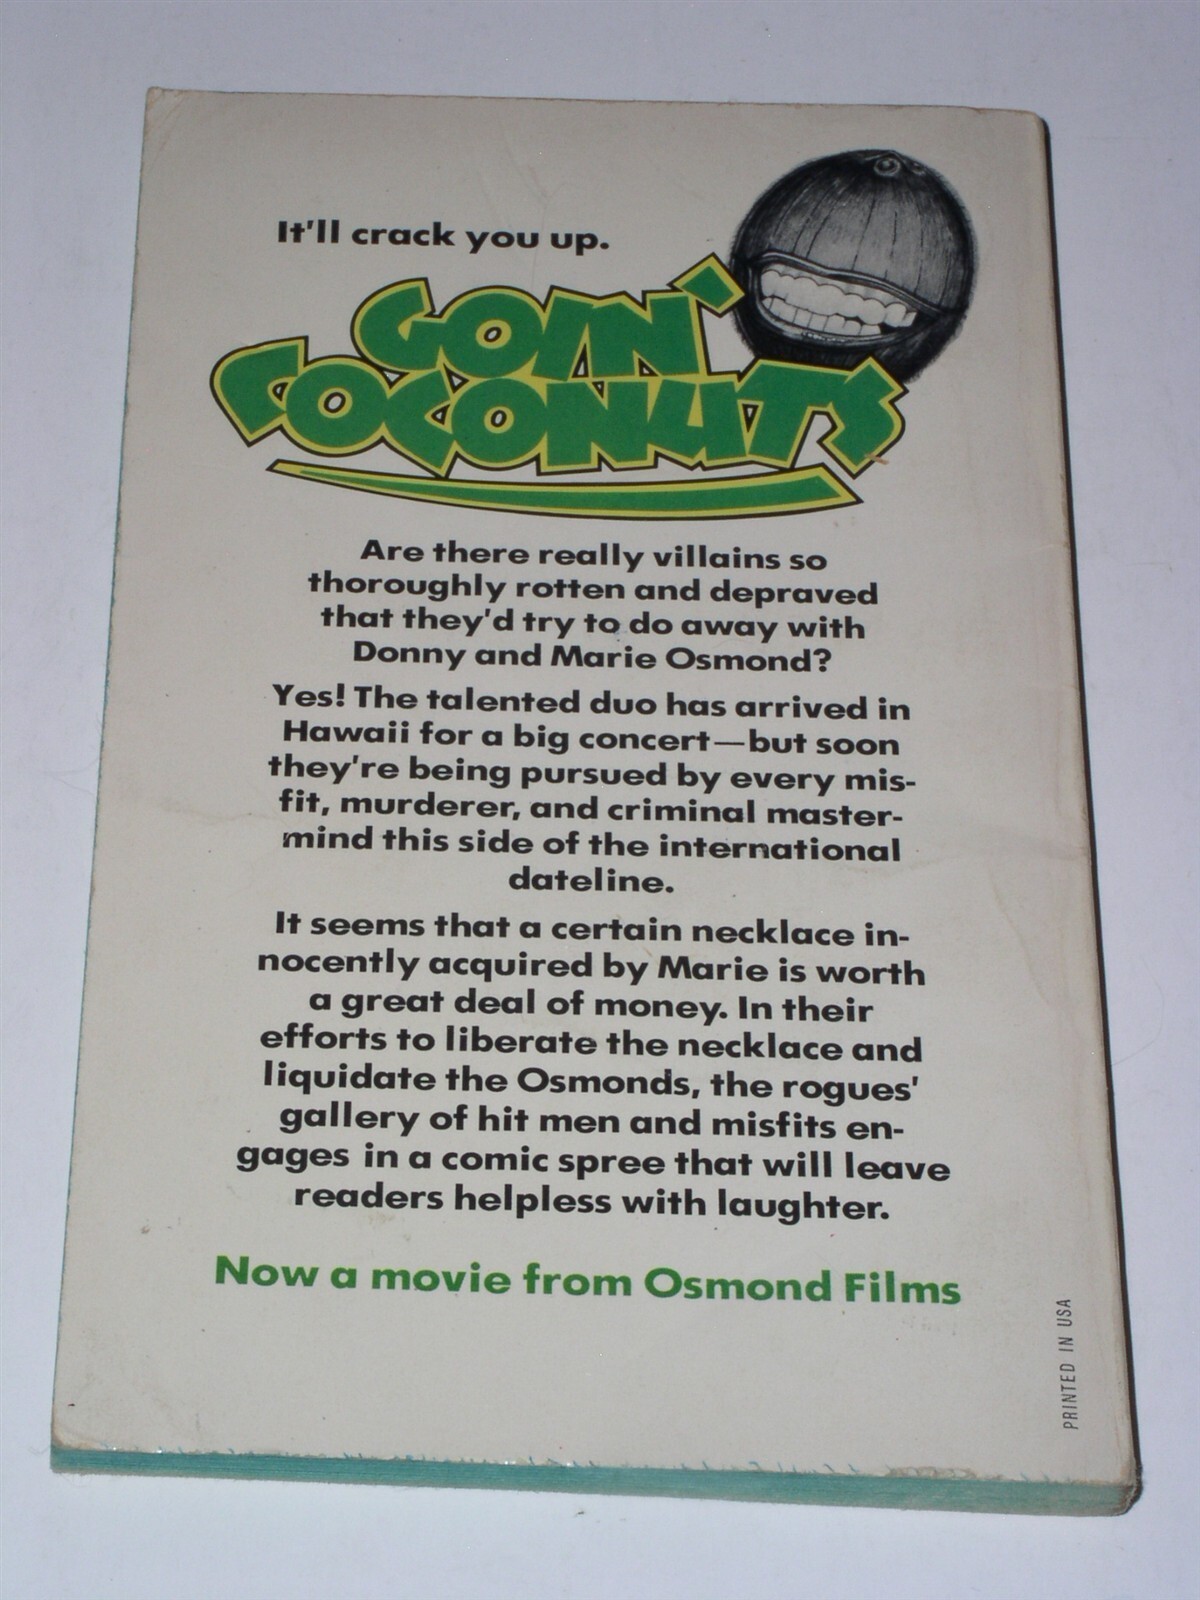 It'll crack you up.
GOIN'
COCONUTS
Are there really villains so
thoroughly rotten and depraved
that they'd try to do away with
Donny and Marie Osmond?
Yes! The talented duo has arrived in
Hawaii for a big concert—but soon
they're being pursued by every mis-
fit, murderer, and criminal master-
mind this side of the international
dateline.
It seems that a certain necklace in-
nocently acquired by Marie is worth
a great deal of money. In their
efforts to liberate the necklace and
liquidate the Osmonds, the rogues'
gallery of hit men and misfits en-
gages in a comic spree that will leave
readers helpless with laughter.
Now a movie from Osmond Films
PRINTED IN USA